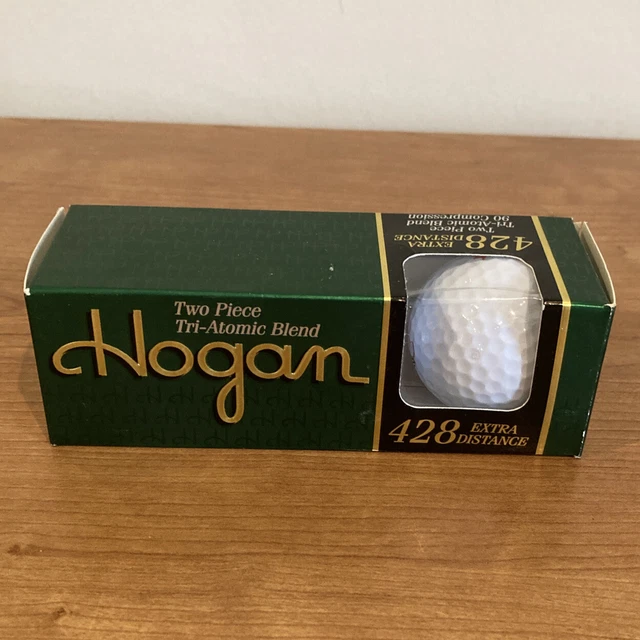 Two Piece
Tri-Atomic Blend
Hogan
428 EXTRA
DISTANCE
428 EXTRA
DISTANCE
Two Piece
Tri-Atomic Blend
90 Compression